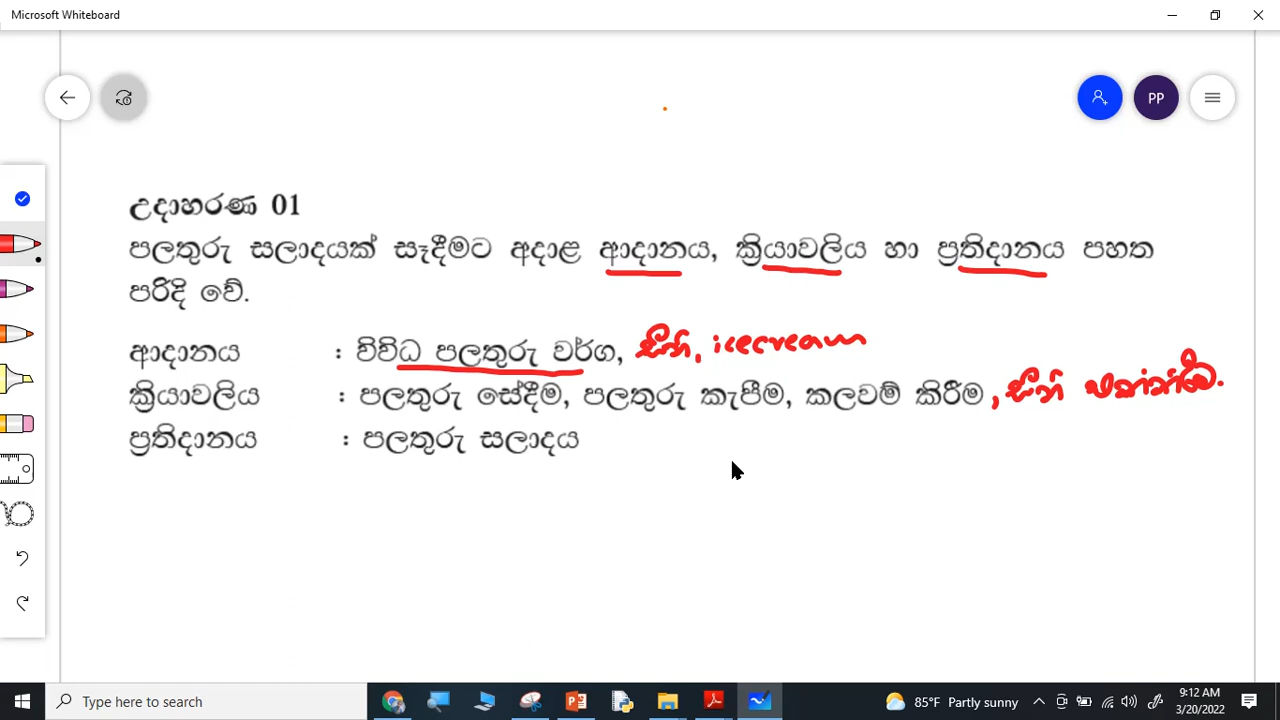 Microsoft Whiteboard
PP
උදාහරණ 01
පලතුරු සලාදයක් සෑදීමට අදාළ ආදානය, ක්‍රියාවලිය හා ප්‍රතිදානය පහත
පරිදි වේ.
ආදානය : විවිධ පලතුරු වර්ග, සීනි, icecream
ක්‍රියාවලිය : පලතුරු සේදීම, පලතුරු කැපීම, කලවම් කිරීම, සීනි
ප්‍රතිදානය : පලතුරු සලාදය
Type here to search
85°F Partly sunny
9:12 AM
3/20/2022